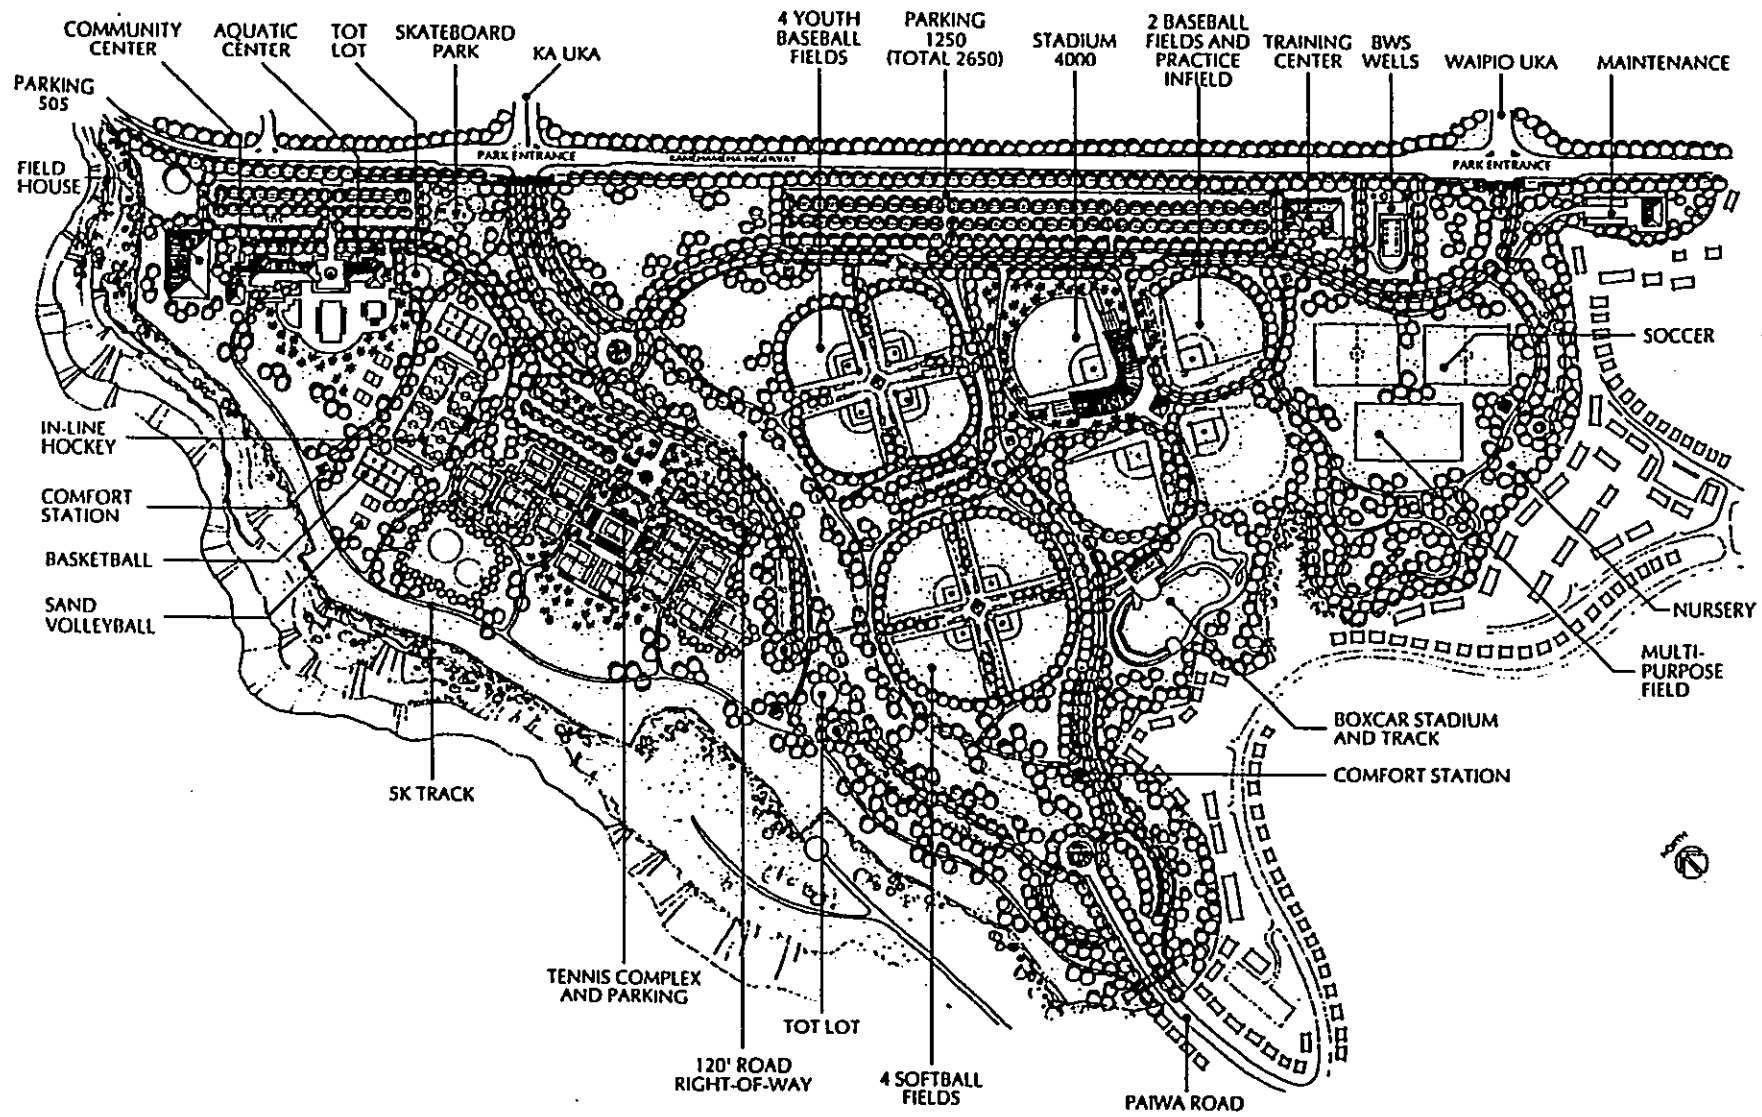 COMMUNITY
CENTER
AQUATIC
CENTER
TOT
LOT
SKATEBOARD
PARK
KA UKA
4 YOUTH
BASEBALL
FIELDS
PARKING
1250
(TOTAL 2650)
STADIUM
4000
2 BASEBALL
FIELDS AND
PRACTICE
INFIELD
TRAINING
CENTER
BWS
WELLS
WAIPIO UKA
MAINTENANCE
PARKING
505
PARK ENTRANCE
KAMEHAMEHA HIGHWAY
PARK ENTRANCE
FIELD
HOUSE
SOCCER
IN-LINE
HOCKEY
COMFORT
STATION
BASKETBALL
SAND
VOLLEYBALL
NURSERY
MULTI-
PURPOSE
FIELD
BOXCAR STADIUM
AND TRACK
COMFORT STATION
5K TRACK
NORTH
TENNIS COMPLEX
AND PARKING
TOT LOT
120' ROAD
RIGHT-OF-WAY
4 SOFTBALL
FIELDS
PAIWA ROAD